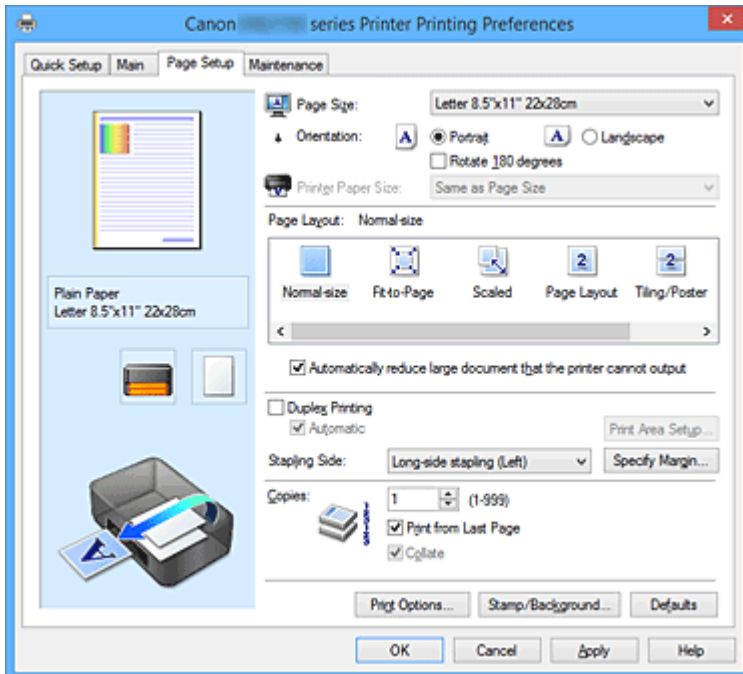 Canon series Printer Printing Preferences
Quick Setup Main Page Setup Maintenance
Page Size: Letter 8.5"x11" 22x28cm
Orientation: A Portrait A Landscape
Rotate 180 degrees
Printer Paper Size: Same as Page Size
Page Layout: Normal-size
2 2
Normal-size Fit-to-Page Scaled Page Layout Tiling/Poster
Plain Paper
Letter 8.5"x11" 22x28cm
Automatically reduce large document that the printer cannot output
Duplex Printing
Automatic
Print Area Setup...
Stapling Side: Long-side stapling (Left) Specify Margin...
Copies: 1 (1-999)
Print from Last Page
Collate
A
Print Options... Stamp/Background... Defaults
OK Cancel Apply Help